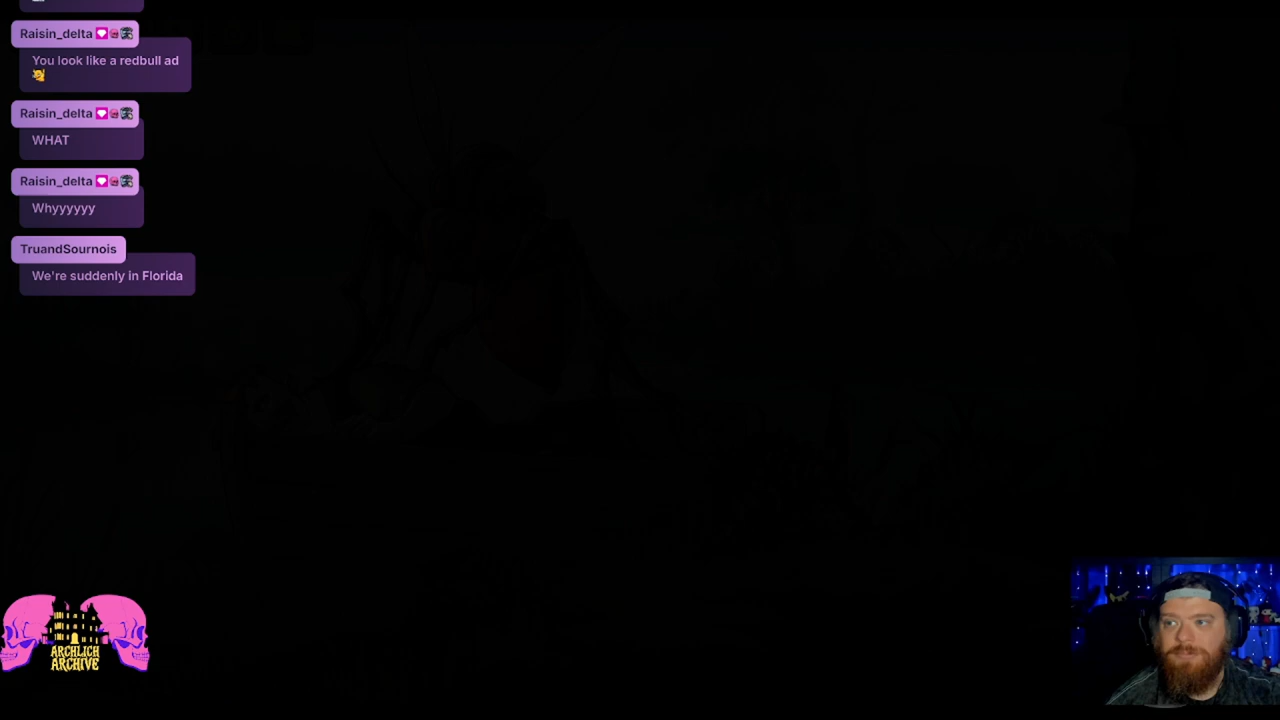 Raisin_delta
You look like a redbull ad
Raisin_delta
WHAT
Raisin_delta
Whyyyyyy
TruandSournois
We're suddenly in Florida
ARCHLICH
ARCHIVE